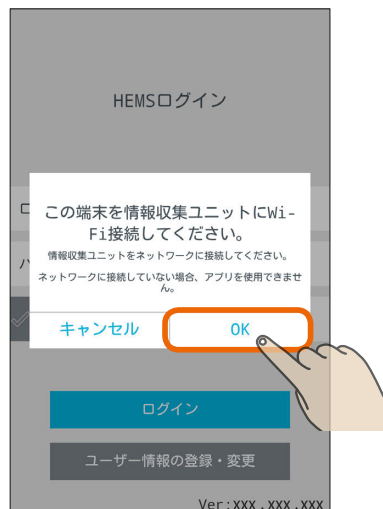 HEMSログイン
ロ
この端末を情報収集ユニットにWi-
Fi接続してください。
情報収集ユニットをネットワークに接続してください。
パ
ネットワークに接続していない場合、アプリを使用できませ
ん。
キャンセル
OK
ログイン
ユーザー情報の登録・変更
Ver:XXX.XXX.XXX